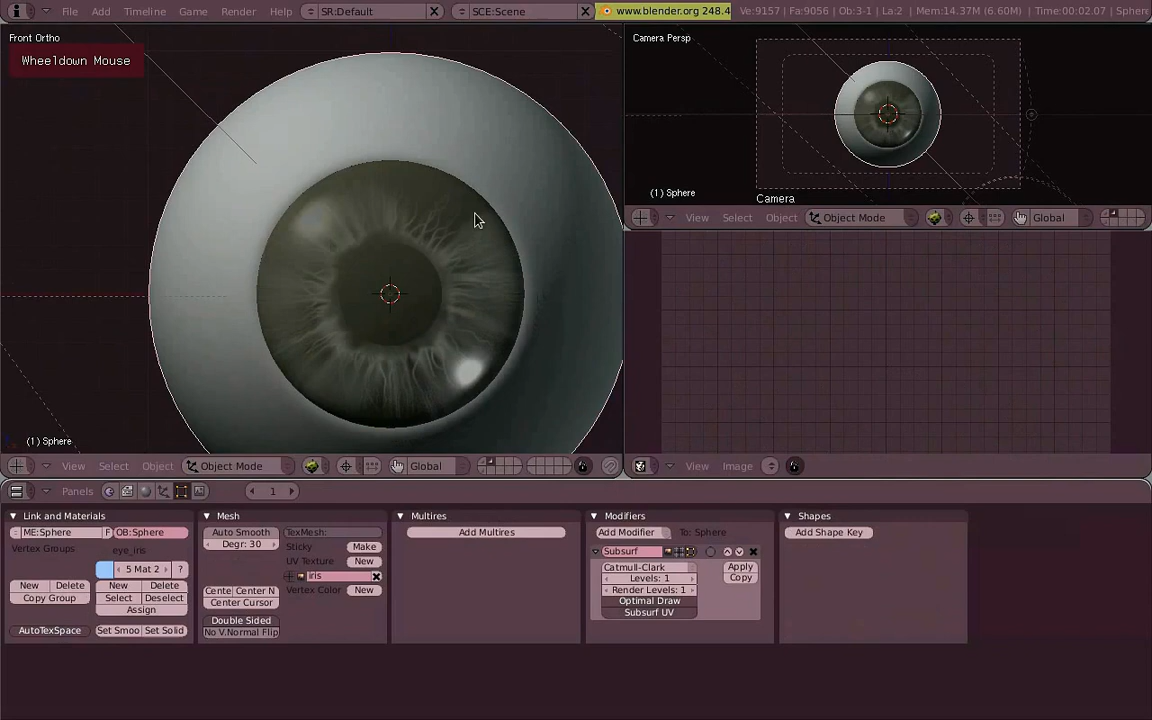 File Add Timeline Game Render Help SR:Default SCE:Scene www.blender.org 248.4 Ve:9157 | Fa:9056 | Ob:3-1 | La:2 | Mem:14.37M (6.60M) | Time:00:02.07 | Sphere
Front Ortho
Wheeldown Mouse
(1) Sphere
View Select Object Object Mode Global
Camera Persp
(1) Sphere
Camera
View Select Object Object Mode Global
View Image
Panels 1
Link and Materials
ME:Sphere F OB:Sphere
Vertex Groups
eye_iris
5 Mat 2 ?
New Delete New Delete
Copy Group Select Deselect
Assign
AutoTexSpace Set Smoo Set Solid
Mesh
Auto Smooth
Degr: 30
TexMesh:
Sticky Make
UV Texture New
iris
Vertex Color New
Cente Center N
Center Cursor
Double Sided
No V.Normal Flip
Multires
Add Multires
Modifiers
Add Modifier To: Sphere
Subsurf
Catmull-Clark
Levels: 1
Render Levels: 1
Optimal Draw
Subsurf UV
Apply
Copy
Shapes
Add Shape Key